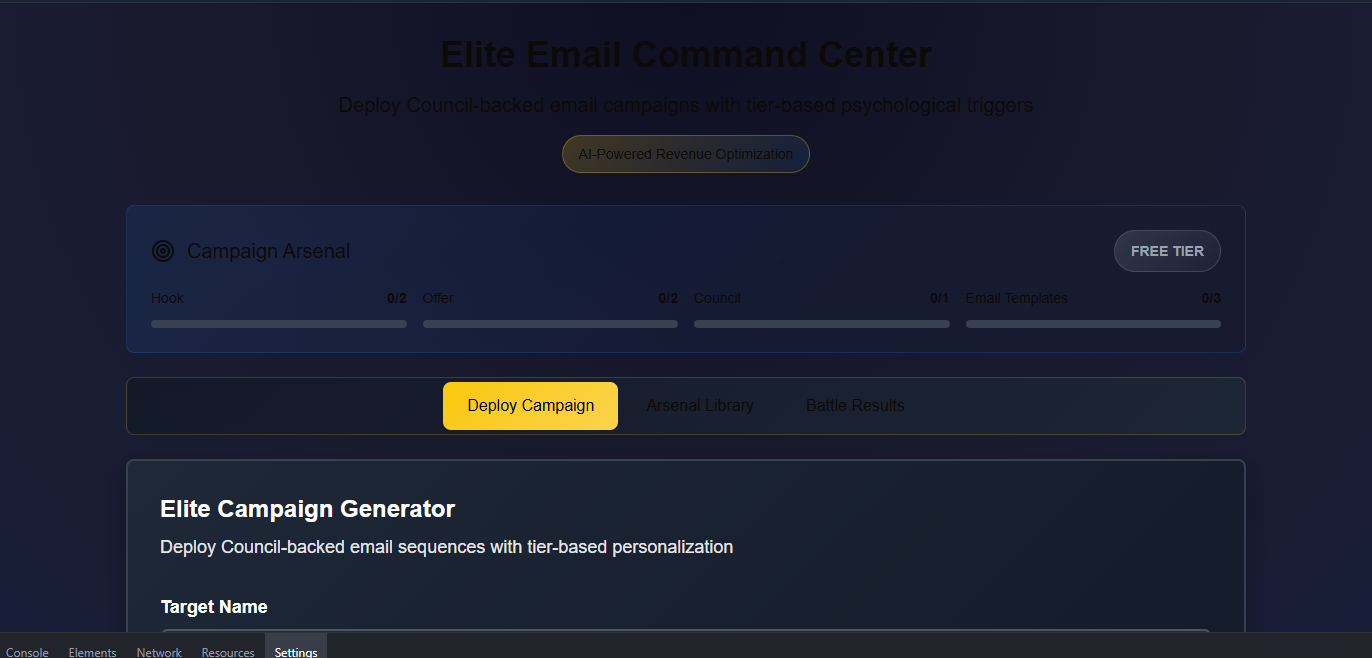 Elite Email Command Center
Deploy Council-backed email campaigns with tier-based psychological triggers
AI-Powered Revenue Optimization
Campaign Arsenal
FREE TIER
Hook 0/2 Offer 0/2 Council 0/1 Email Templates 0/3
Deploy Campaign Arsenal Library Battle Results
Elite Campaign Generator
Deploy Council-backed email sequences with tier-based personalization
Target Name
Console Elements Network Resources Settings